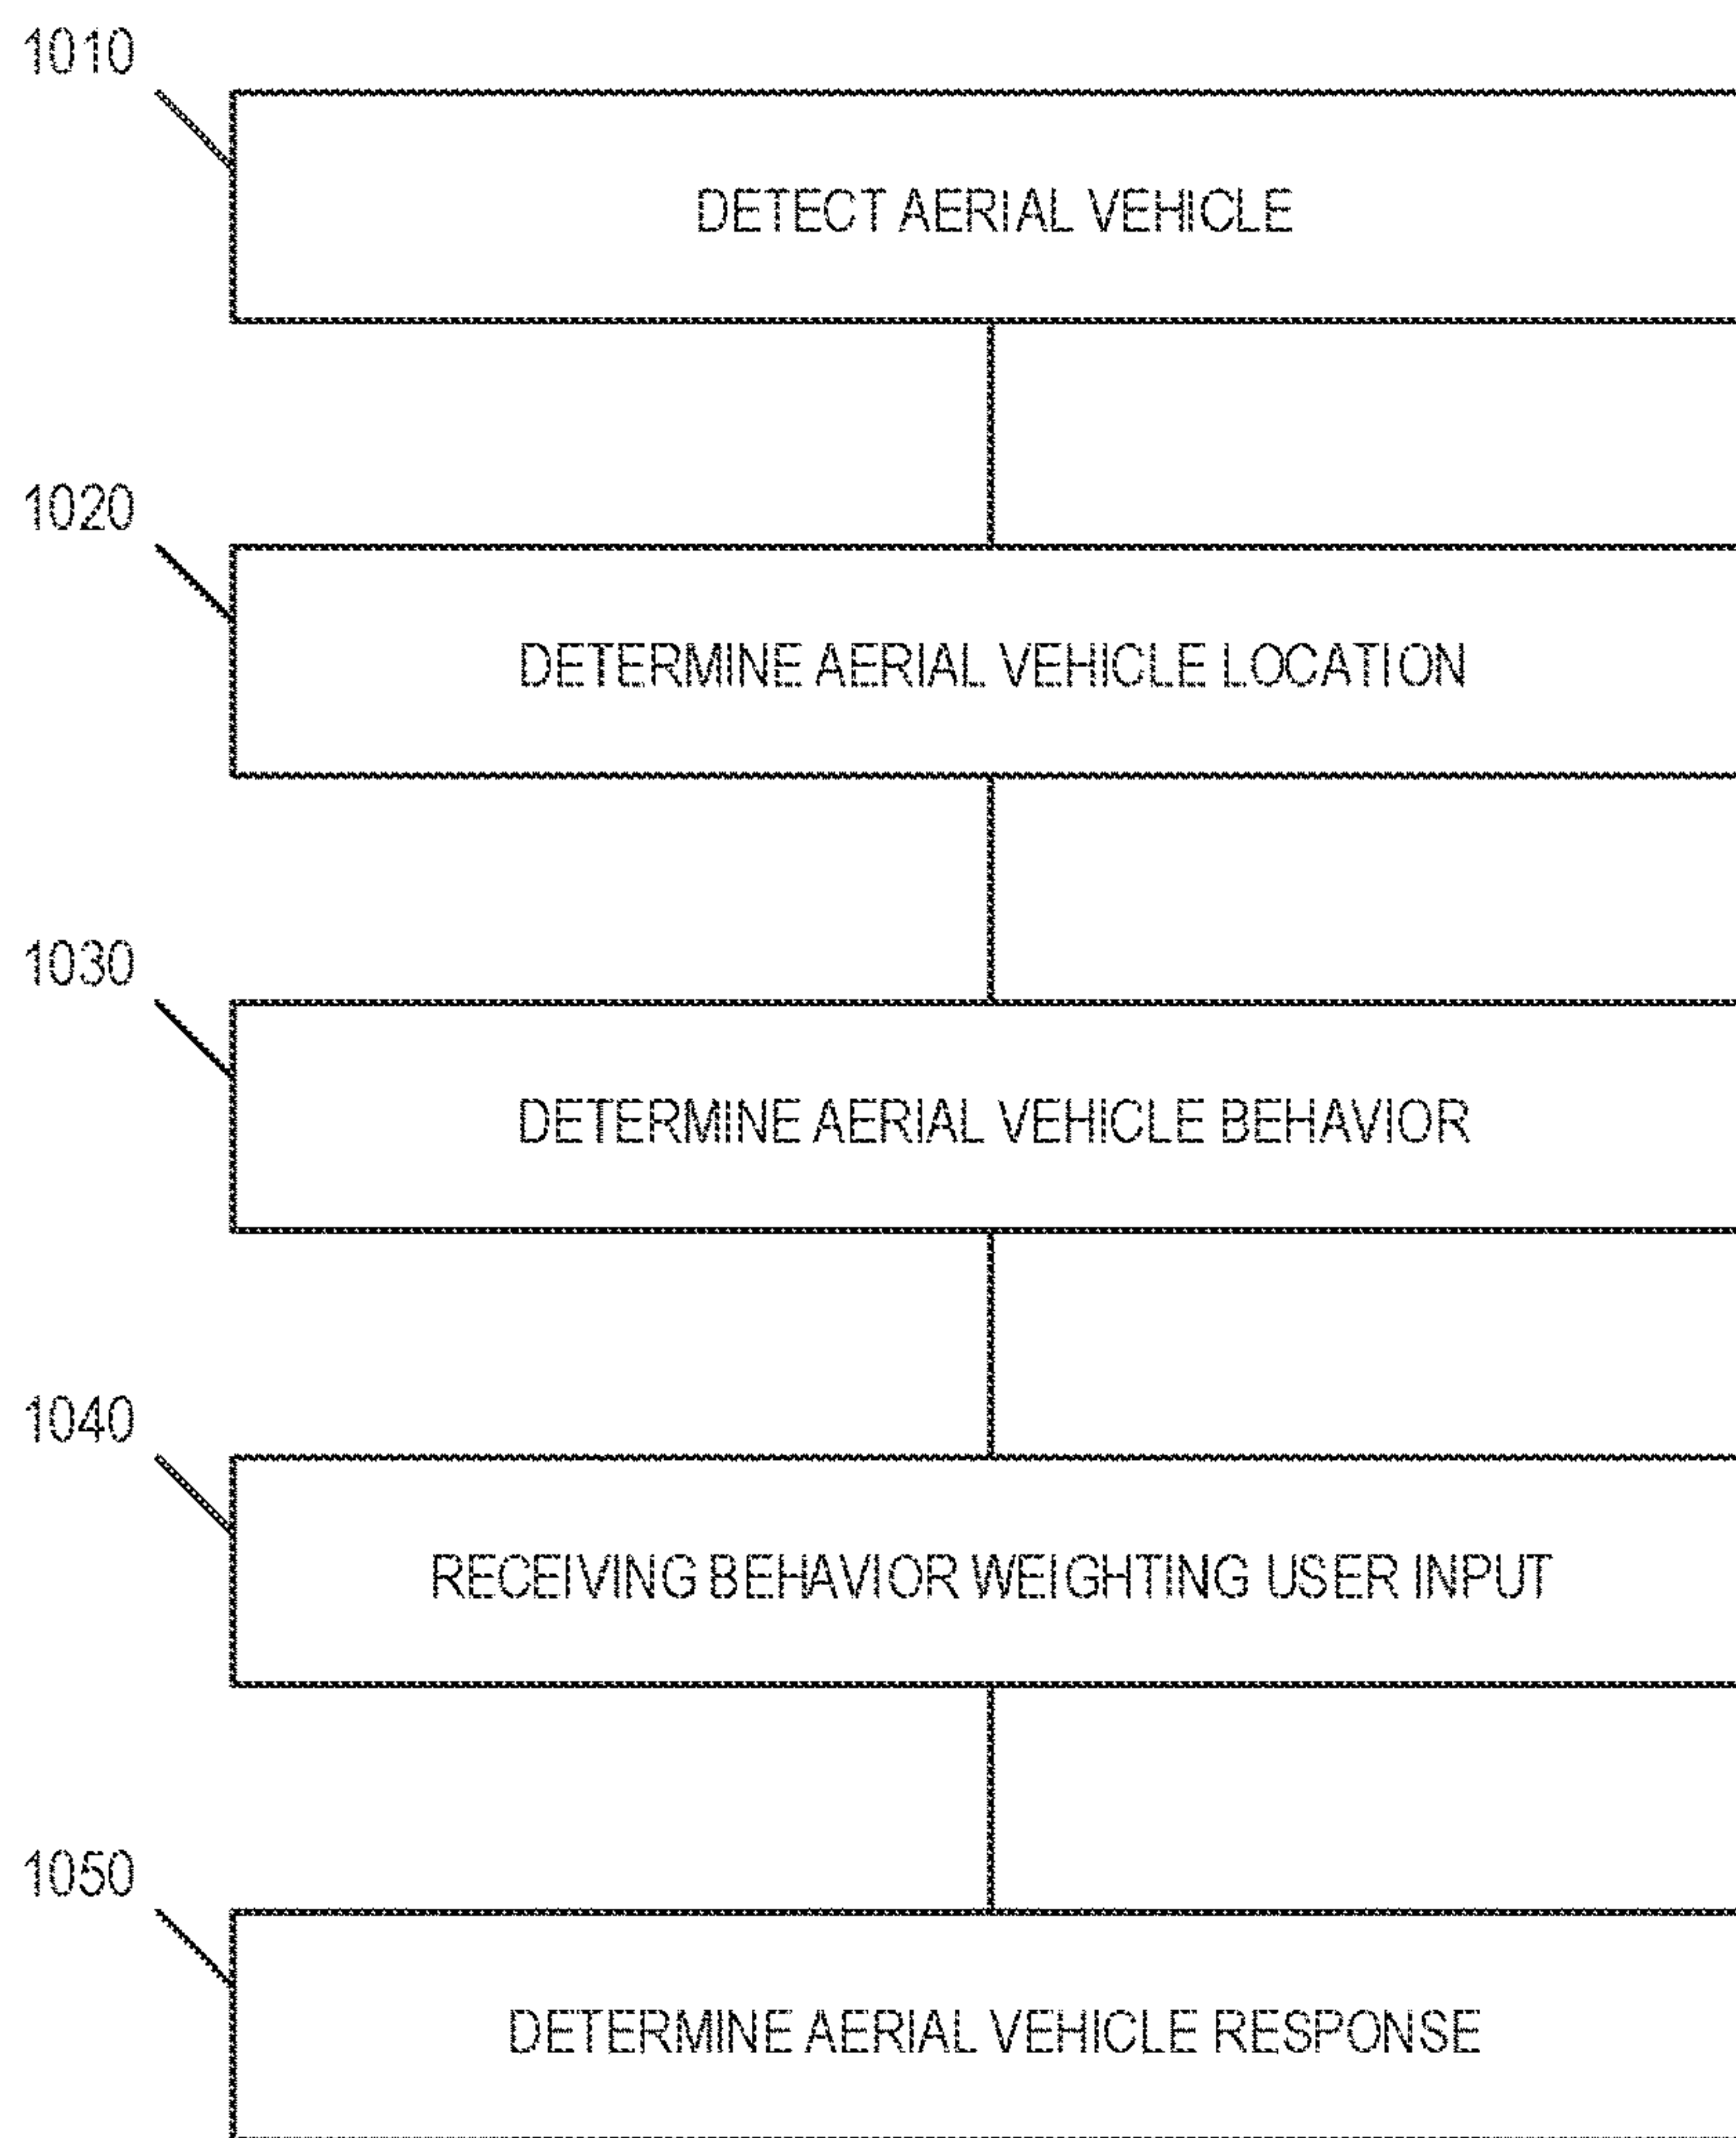 1010
DETECT AERIAL VEHICLE
1020
DETERMINE AERIAL VEHICLE LOCATION
1030
DETERMINE AERIAL VEHICLE BEHAVIOR
1040
RECEIVING BEHAVIOR WEIGHTING USER INPUT
1050
DETERMINE AERIAL VEHICLE RESPONSE